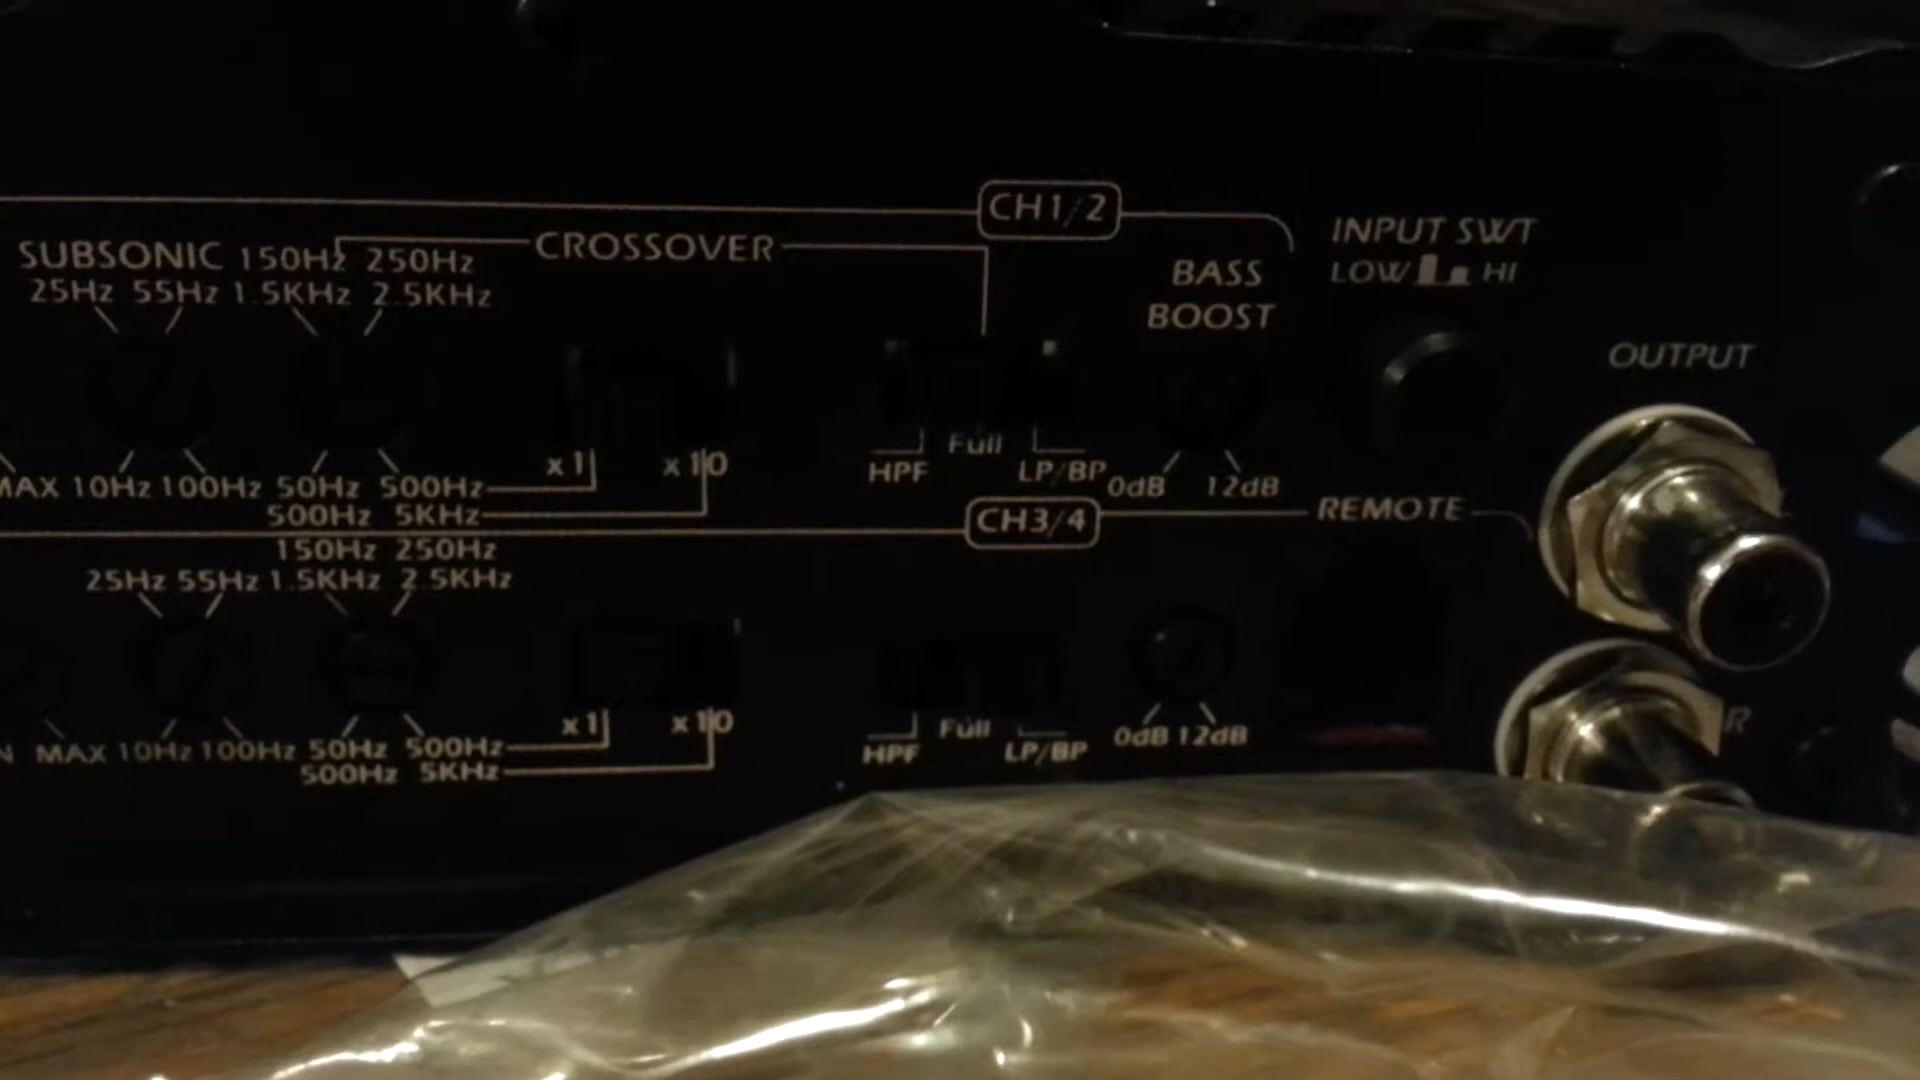 CH1/2
SUBSONIC 150Hz 250Hz CROSSOVER
25Hz 55Hz 1.5KHz 2.5KHz
BASS
BOOST
INPUT SWT
LOW HI
OUTPUT
MAX 10Hz 100Hz 50Hz 500Hz x1 x10
500Hz 5KHz
HPF Full LP/BP 0dB 12dB
CH3/4 REMOTE
150Hz 250Hz
25Hz 55Hz 1.5KHz 2.5KHz
MAX 10Hz 100Hz 50Hz 500Hz x1 x10
500Hz 5KHz
HPF Full LP/BP 0dB 12dB
R